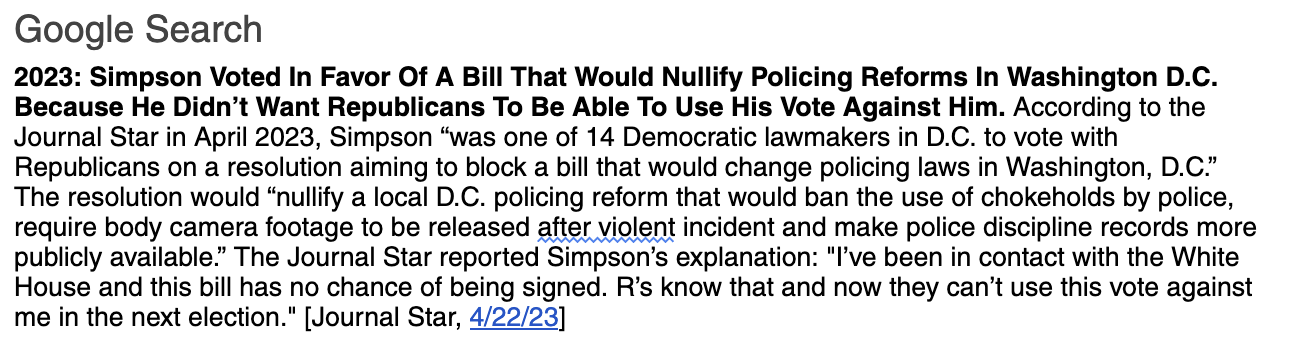 Google Search
2023: Simpson Voted In Favor Of A Bill That Would Nullify Policing Reforms In Washington D.C.
Because He Didn’t Want Republicans To Be Able To Use His Vote Against Him. According to the
Journal Star in April 2023, Simpson “was one of 14 Democratic lawmakers in D.C. to vote with
Republicans on a resolution aiming to block a bill that would change policing laws in Washington, D.C.”
The resolution would “nullify a local D.C. policing reform that would ban the use of chokeholds by police,
require body camera footage to be released after violent incident and make police discipline records more
publicly available.” The Journal Star reported Simpson’s explanation: "I’ve been in contact with the White
House and this bill has no chance of being signed. R’s know that and now they can’t use this vote against
me in the next election." [Journal Star, 4/22/23]